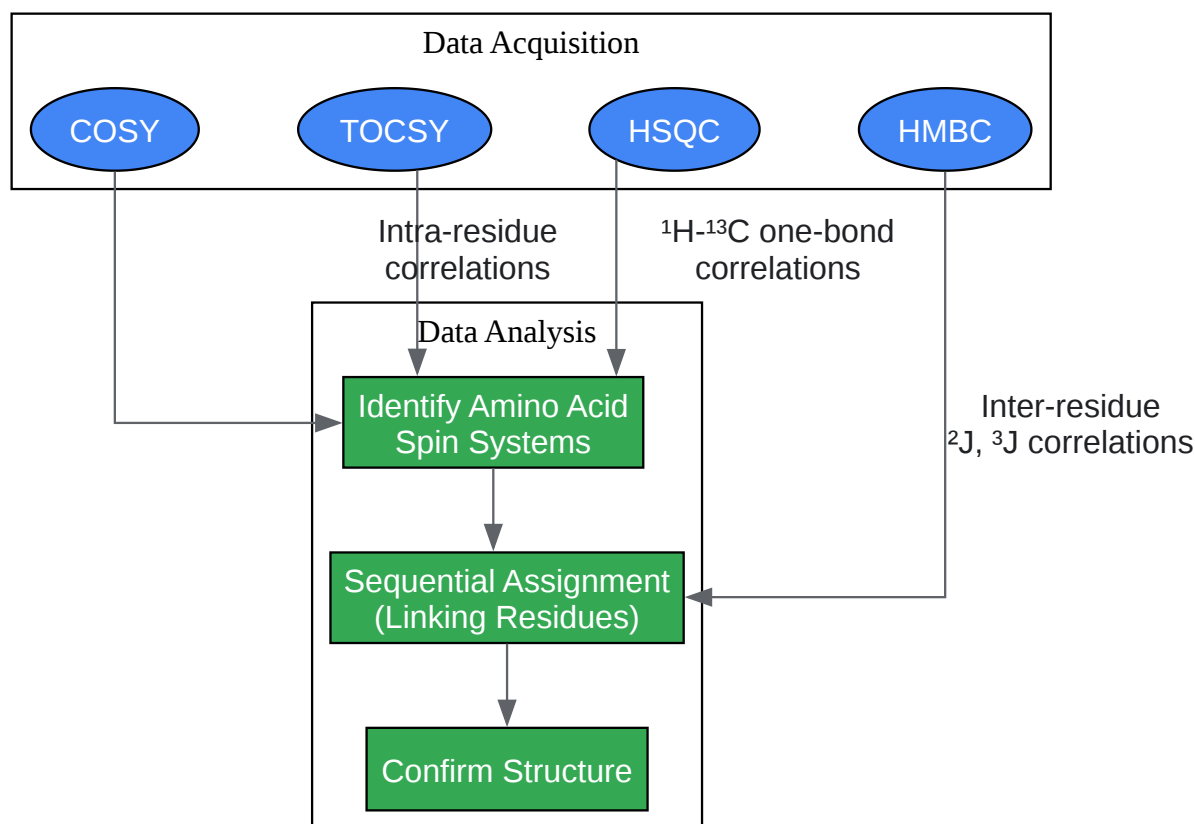 Data Acquisition
COSY
TOCSY
HSQC
HMBC
Intra-residue
correlations
¹H-¹³C one-bond
correlations
Data Analysis
Identify Amino Acid
Spin Systems
Inter-residue
²J, ³J correlations
Sequential Assignment
(Linking Residues)
Confirm Structure